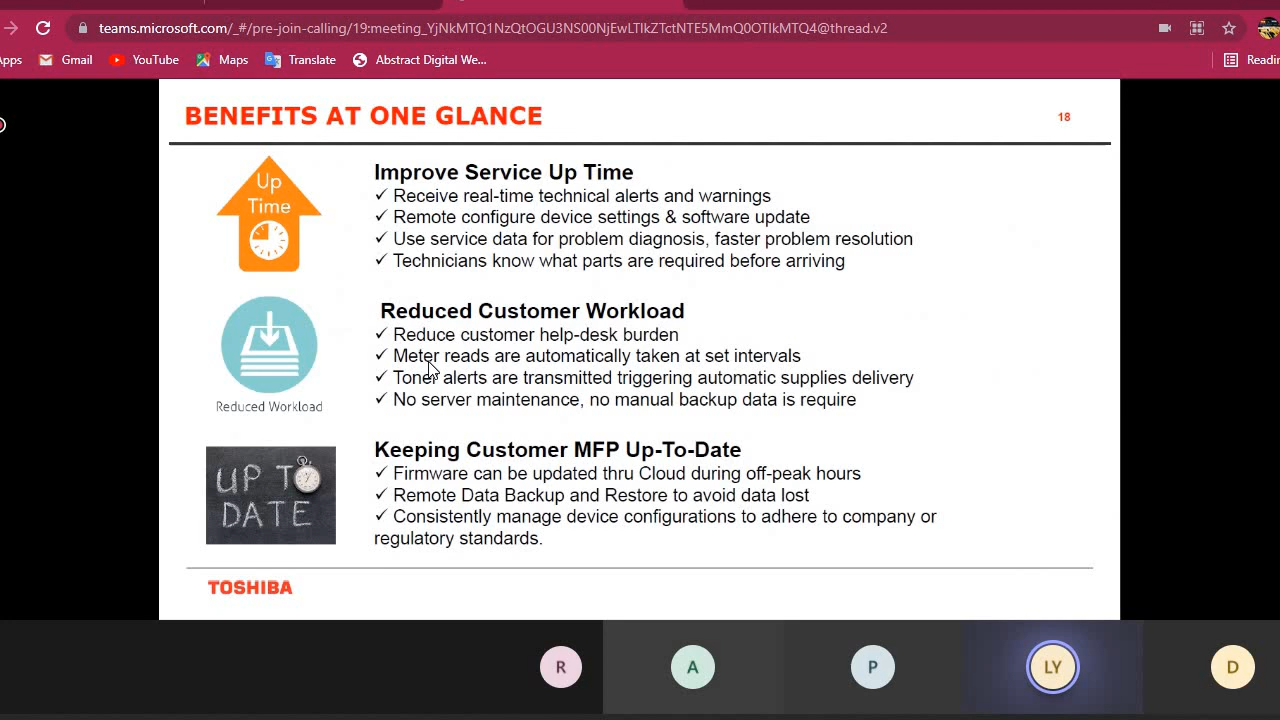 teams.microsoft.com/_#/pre-join-calling/19:meeting_YjNkMTQ1NzQtOGU3NS00NjEwLTlkZTctNTE5MmQ0OTlkMTQ4@thread.v2
Apps Gmail YouTube Maps Translate Abstract Digital We... Readin
BENEFITS AT ONE GLANCE 18
Up
Time
Improve Service Up Time
✓ Receive real-time technical alerts and warnings
✓ Remote configure device settings & software update
✓ Use service data for problem diagnosis, faster problem resolution
✓ Technicians know what parts are required before arriving
Reduced Customer Workload
✓ Reduce customer help-desk burden
✓ Meter reads are automatically taken at set intervals
✓ Toner alerts are transmitted triggering automatic supplies delivery
✓ No server maintenance, no manual backup data is require
Reduced Workload
Keeping Customer MFP Up-To-Date
✓ Firmware can be updated thru Cloud during off-peak hours
✓ Remote Data Backup and Restore to avoid data lost
✓ Consistently manage device configurations to adhere to company or
regulatory standards.
UP TO
DATE
TOSHIBA
R A P LY D